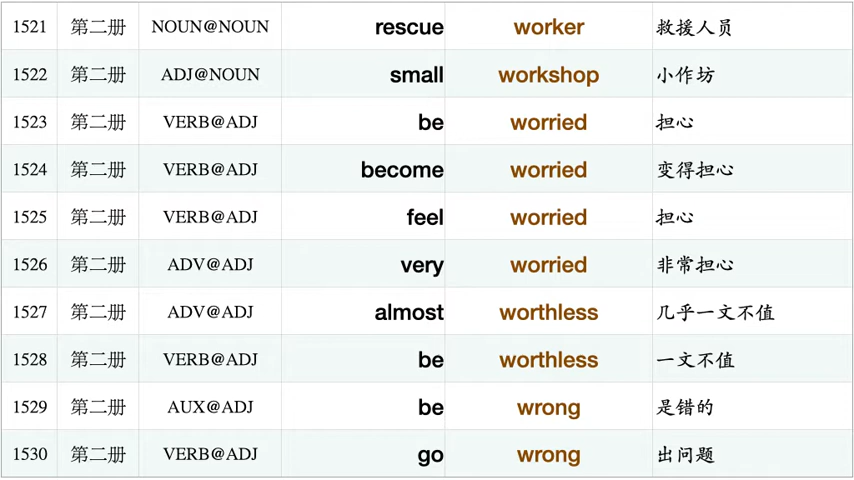 1521 第二册 NOUN@NOUN rescue worker 救援人员
1522 第二册 ADJ@NOUN small workshop 小作坊
1523 第二册 VERB@ADJ be worried 担心
1524 第二册 VERB@ADJ become worried 变得担心
1525 第二册 VERB@ADJ feel worried 担心
1526 第二册 ADV@ADJ very worried 非常担心
1527 第二册 ADV@ADJ almost worthless 几乎一文不值
1528 第二册 VERB@ADJ be worthless 一文不值
1529 第二册 AUX@ADJ be wrong 是错的
1530 第二册 VERB@ADJ go wrong 出问题